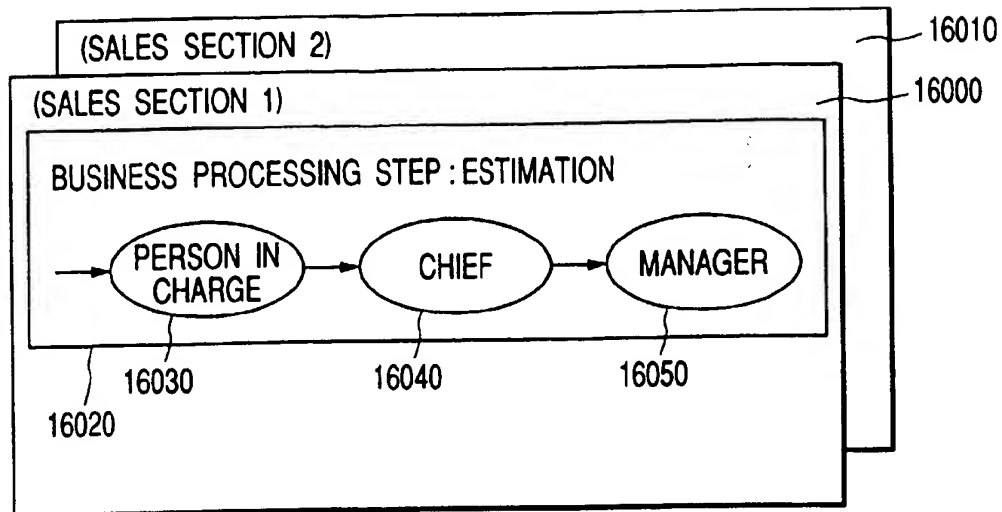 (SALES SECTION 2)
16010
(SALES SECTION 1)
16000
BUSINESS PROCESSING STEP : ESTIMATION
PERSON IN
CHARGE
CHIEF
MANAGER
16030
16040
16050
16020